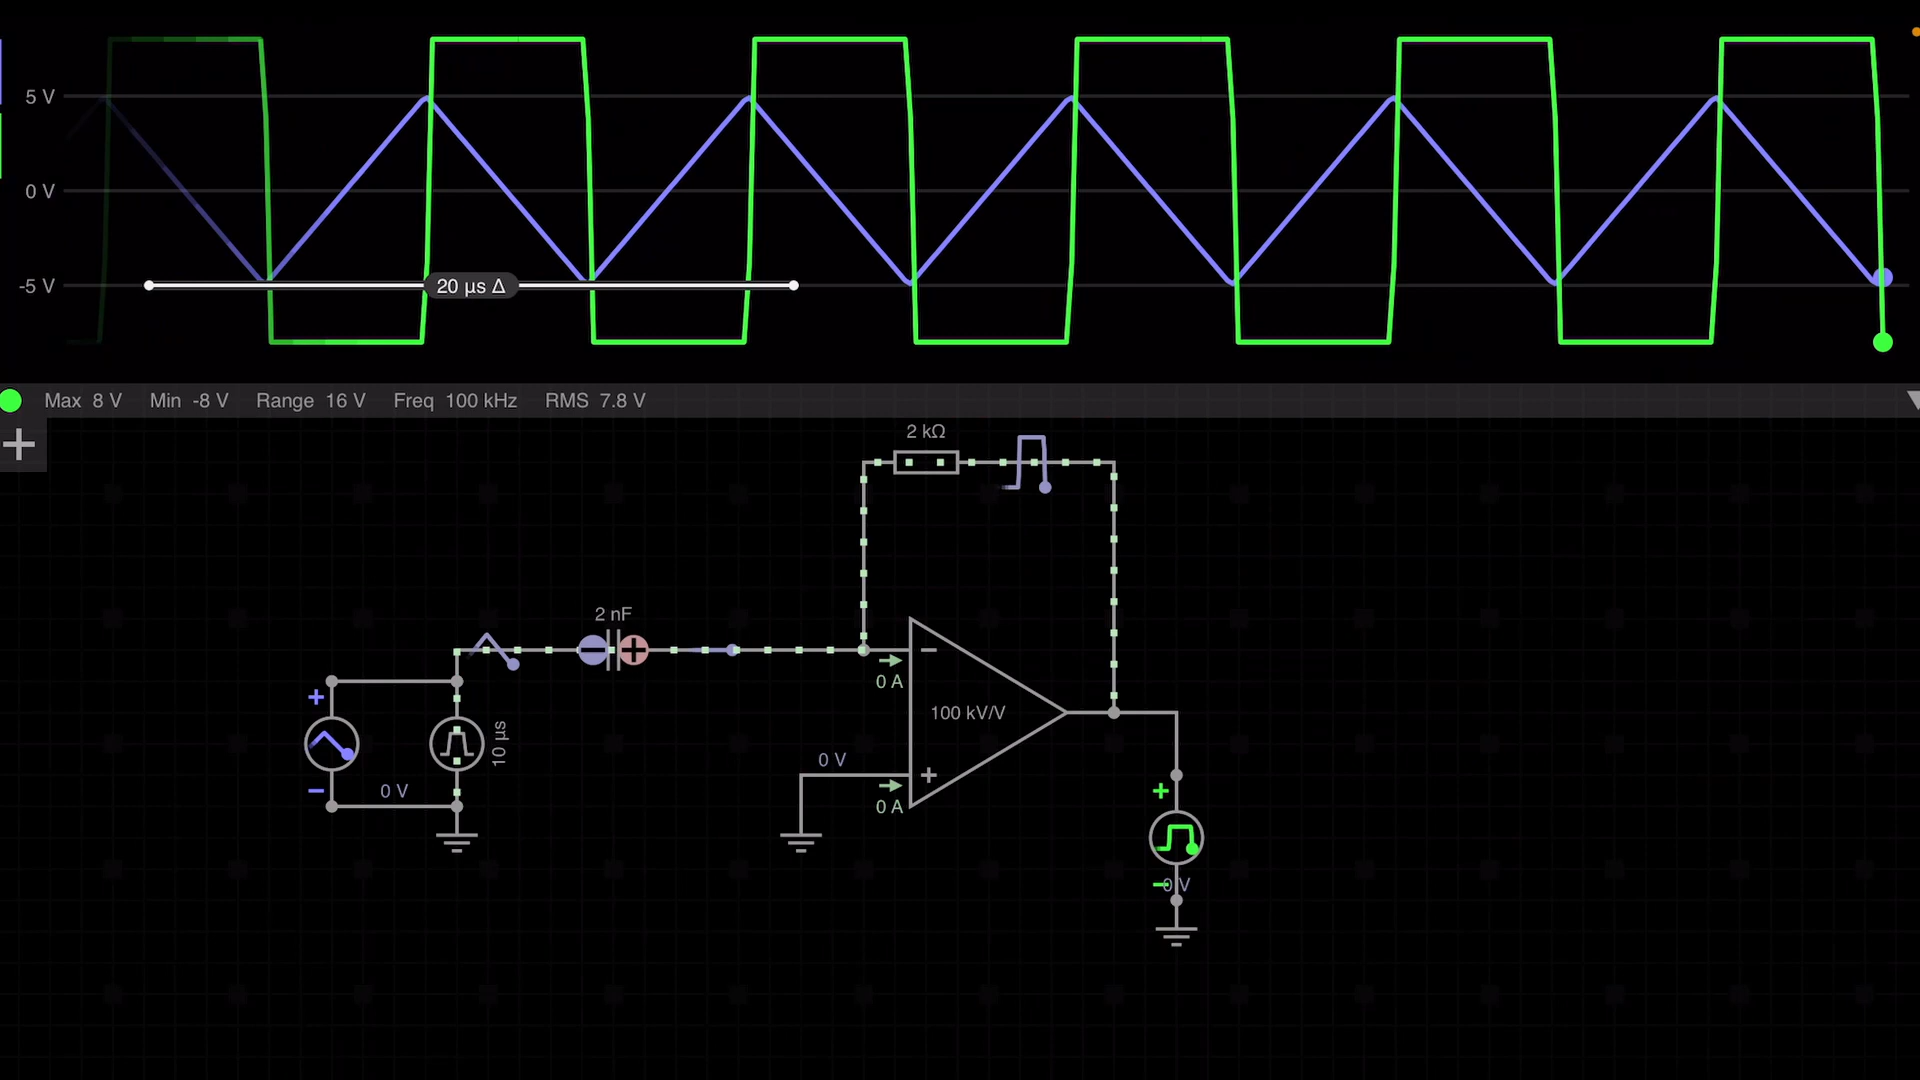 5 V
0 V
-5 V
20 µs Δ
Max 8 V Min -8 V Range 16 V Freq 100 kHz RMS 7.8 V
2 kΩ
2 nF
0 A
100 kV/V
10 µs
0 V
0 V
0 A
0 V